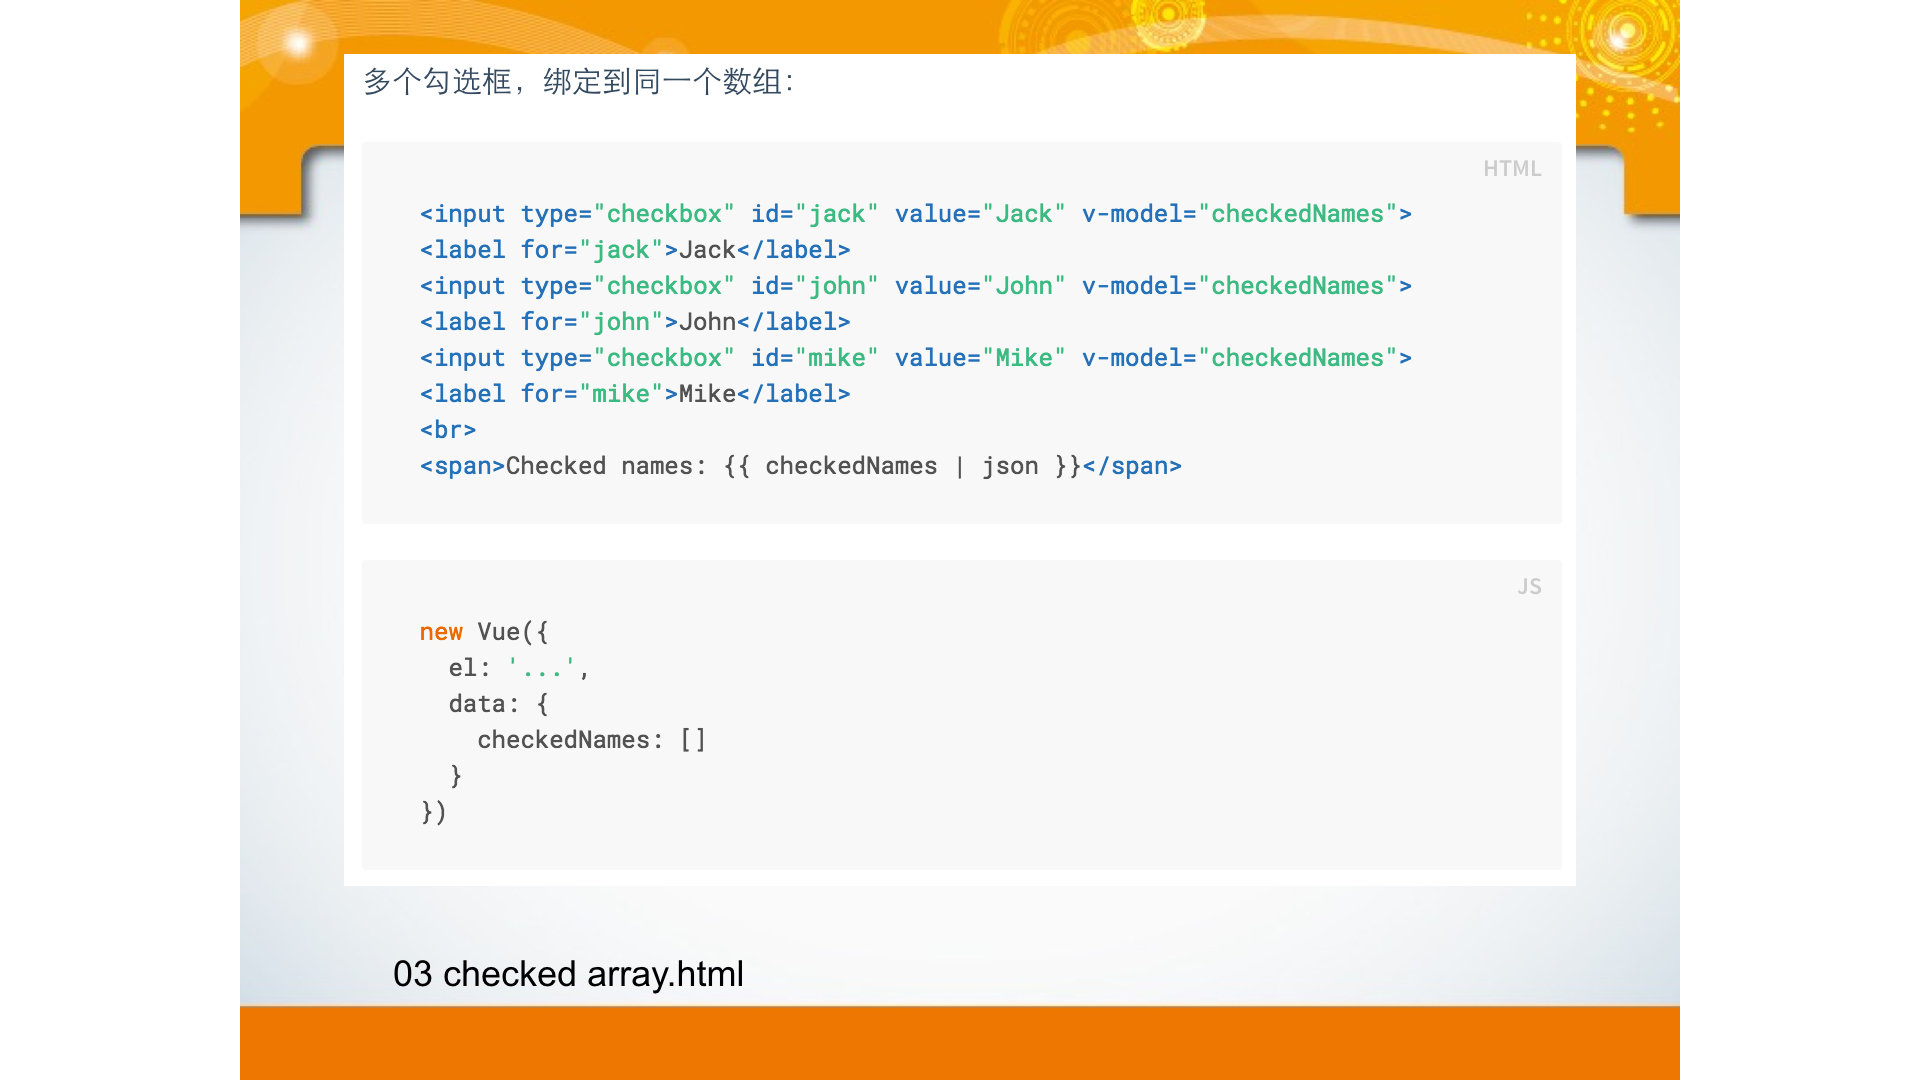 多个勾选框，绑定到同一个数组：
HTML
<input type="checkbox" id="jack" value="Jack" v-model="checkedNames">
<label for="jack">Jack</label>
<input type="checkbox" id="john" value="John" v-model="checkedNames">
<label for="john">John</label>
<input type="checkbox" id="mike" value="Mike" v-model="checkedNames">
<label for="mike">Mike</label>
<br>
<span>Checked names: {{ checkedNames | json }}</span>
JS
new Vue({
  el: '...',
  data: {
    checkedNames: []
  }
})
03 checked array.html